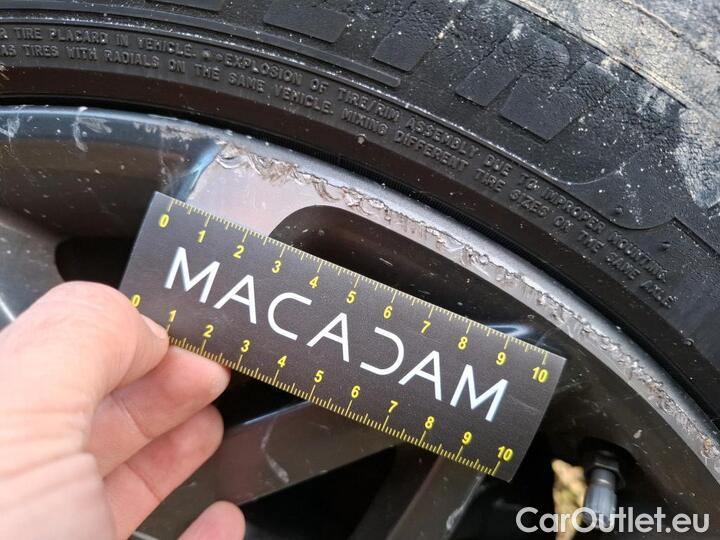 TIRE PLACARD IN VEHICLE. EXPLOSION OF TIRE/RIM ASSEMBLY DUE TO IMPROPER MOUNTING
TIRES WITH RADIALS ON THE SAME VEHICLE. MIXING DIFFERENT TIRE SIZES ON THE SAME AXLE
0 1 2 3 4 5 6 7 8 9 10
MACADAM
0 1 2 3 4 5 6 7 8 9 10
CarOutlet.eu